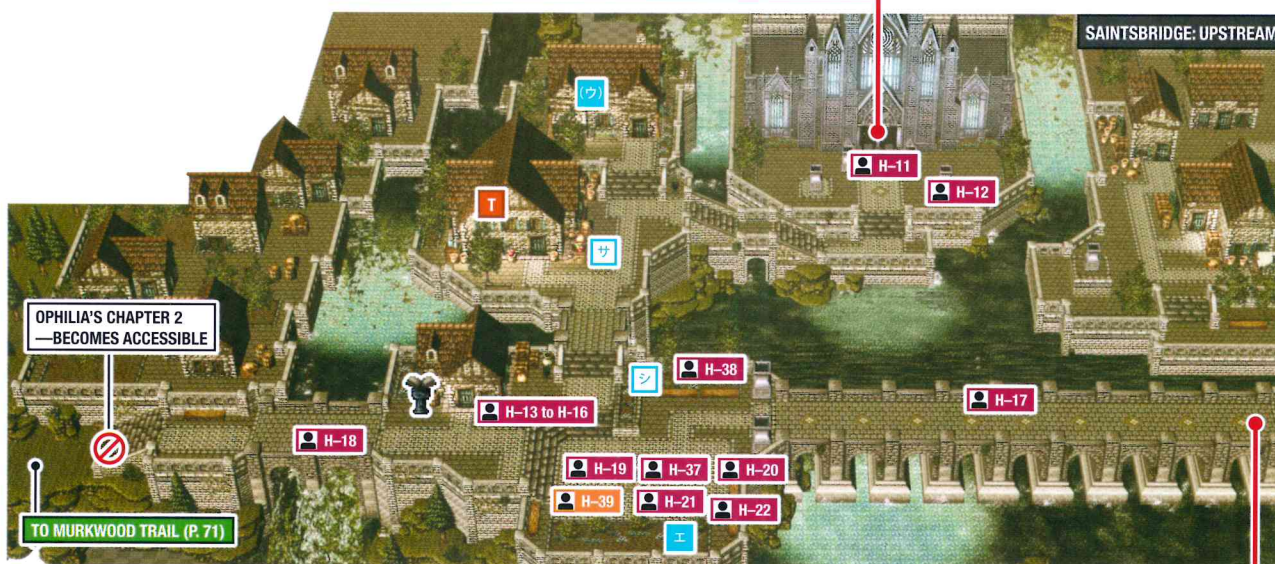 SAINTSBRIDGE: UPSTREAM
(ウ)
H–11
H–12
T
サ
OPHILIA'S CHAPTER 2
—BECOMES ACCESSIBLE
シ
H–38
H–17
H–13 to H-16
H–18
H–19
H–37
H–20
H–39
H–21
H–22
エ
TO MURKWOOD TRAIL (P. 71)